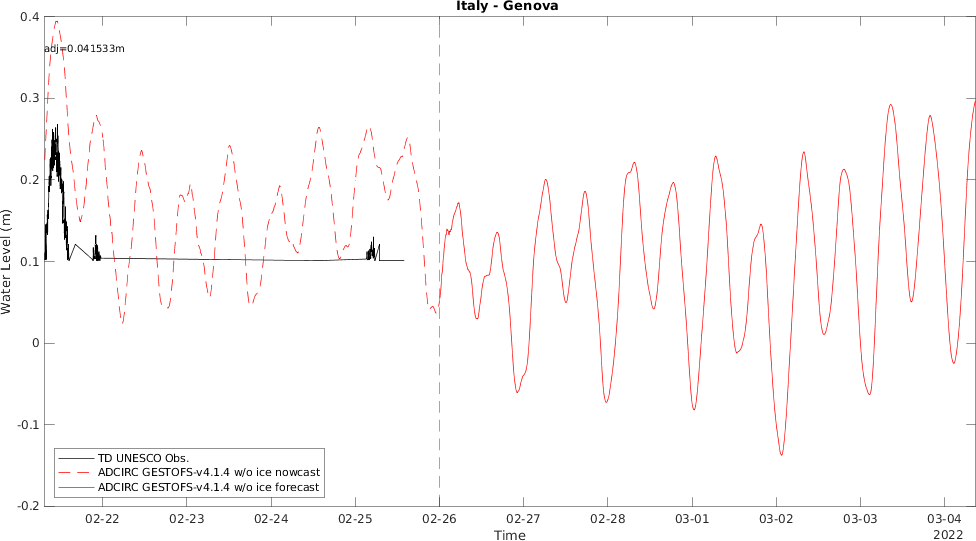 Italy - Genova
0.4
adj=0.041533m
0.3
0.2
0.1
0
-0.1
-0.2
Water Level (m)
TD UNESCO Obs.
ADCIRC GESTOFS-v4.1.4 w/o ice nowcast
ADCIRC GESTOFS-v4.1.4 w/o ice forecast
02-22 02-23 02-24 02-25 02-26 02-27 02-28 03-01 03-02 03-03 03-04
Time
2022